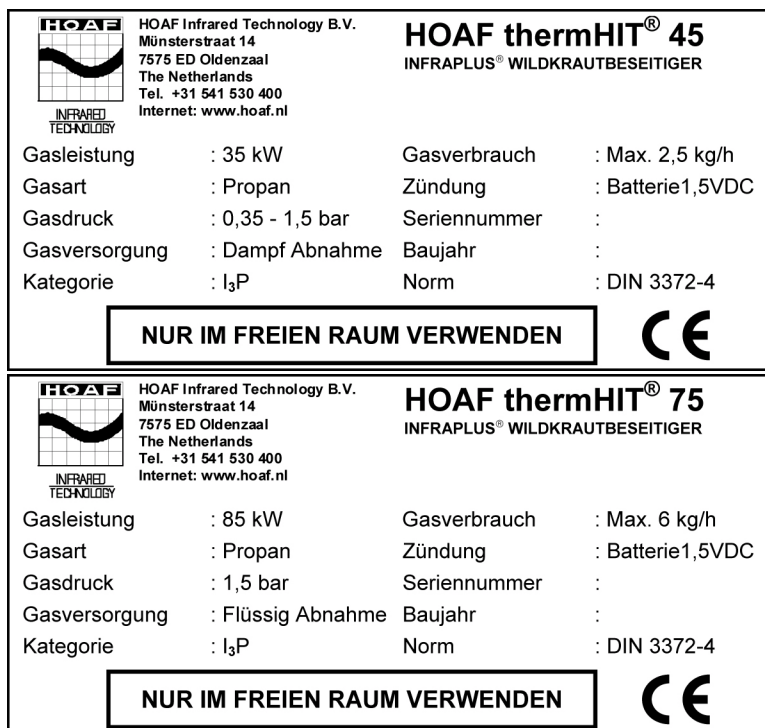 HOAF
INFRARED
TECHNOLOGY
HOAF Infrared Technology B.V.
Münsterstraat 14
7575 ED Oldenzaal
The Netherlands
Tel. +31 541 530 400
Internet: www.hoaf.nl
HOAF thermHIT® 45
INFRAPLUS® WILDKRAUTBESEITIGER
Gasleistung : 35 kW Gasverbrauch : Max. 2,5 kg/h
Gasart : Propan Zündung : Batterie1,5VDC
Gasdruck : 0,35 - 1,5 bar Seriennummer :
Gasversorgung : Dampf Abnahme Baujahr :
Kategorie : I₃P Norm : DIN 3372-4
NUR IM FREIEN RAUM VERWENDEN CE
HOAF
INFRARED
TECHNOLOGY
HOAF Infrared Technology B.V.
Münsterstraat 14
7575 ED Oldenzaal
The Netherlands
Tel. +31 541 530 400
Internet: www.hoaf.nl
HOAF thermHIT® 75
INFRAPLUS® WILDKRAUTBESEITIGER
Gasleistung : 85 kW Gasverbrauch : Max. 6 kg/h
Gasart : Propan Zündung : Batterie1,5VDC
Gasdruck : 1,5 bar Seriennummer :
Gasversorgung : Flüssig Abnahme Baujahr :
Kategorie : I₃P Norm : DIN 3372-4
NUR IM FREIEN RAUM VERWENDEN CE